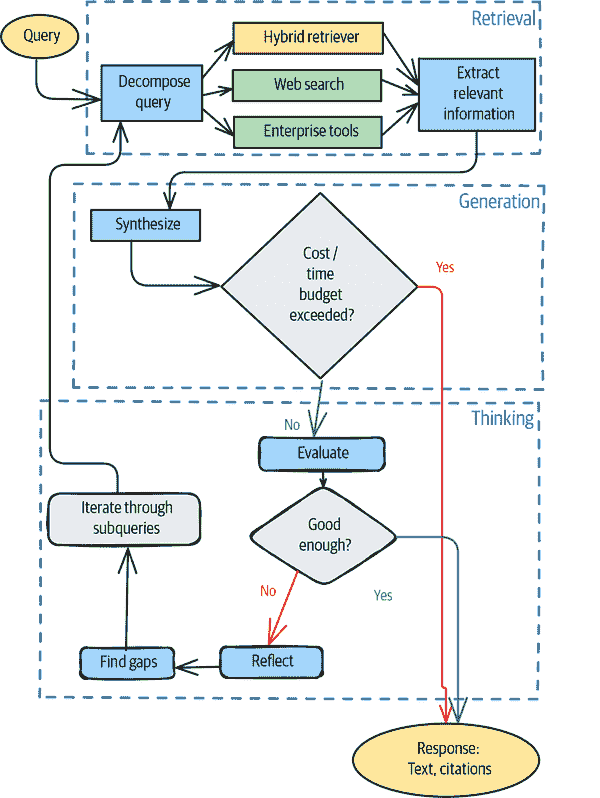 Retrieval
Query
Hybrid retriever
Decompose
query
Web search
Extract
relevant
information
Enterprise tools
Generation
Synthesize
Cost /
time
budget
exceeded?
Yes
Thinking
No
Evaluate
Iterate through
subqueries
Good
enough?
No
Yes
Find gaps
Reflect
Response:
Text, citations